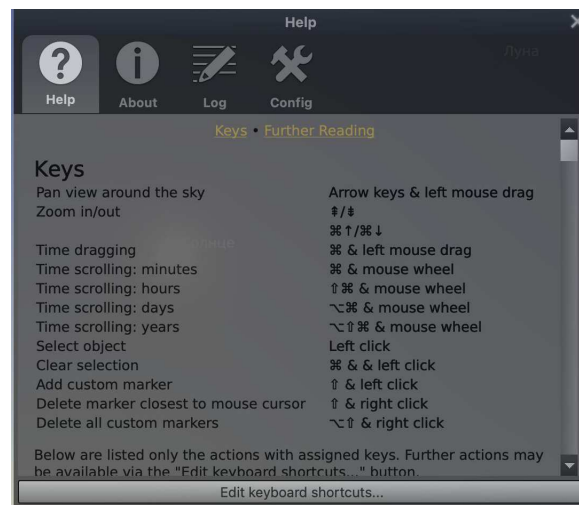 Help
Луна
Help
About
Log
Config
Keys • Further Reading
Keys
Pan view around the sky Arrow keys & left mouse drag
Zoom in/out ⇞/⇟
⌘↑/⌘↓
Time dragging ⌘ & left mouse drag
Time scrolling: minutes ⌘ & mouse wheel
Time scrolling: hours ⇧⌘ & mouse wheel
Time scrolling: days ⌥⌘ & mouse wheel
Time scrolling: years ⌥⇧⌘ & mouse wheel
Select object Left click
Clear selection ⌘ & & left click
Add custom marker ⇧ & left click
Delete marker closest to mouse cursor ⇧ & right click
Delete all custom markers ⌥⇧ & right click
Below are listed only the actions with assigned keys. Further actions may
be available via the "Edit keyboard shortcuts..." button.
Edit keyboard shortcuts...